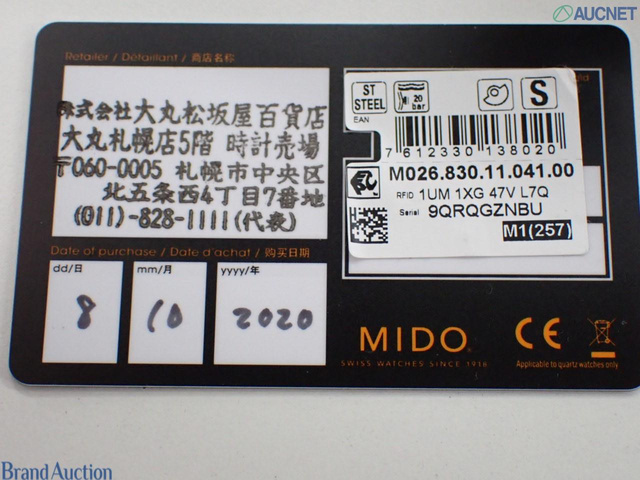 AUCNET
Retailer / Détaillant / 商店名称
株式会社大丸松坂屋百貨店
大丸札幌店5階 時計売場
〒060-0005 札幌市中央区
北五条西4丁目7番地
(011)-828-1111(代表)
Date of purchase / Date d'achat / 购买日期
dd/日
mm/月
yyyy/年
8
10
2020
ST
STEEL
20
bar
S
EAN
7612330138020
M026.830.11.041.00
RFID 1UM 1XG 47V L7Q
Serial 9QRQGZNBU
M1(257)
MIDO
SWISS WATCHES SINCE 1918
CE
Applicable to quartz watches only
Brand Auction